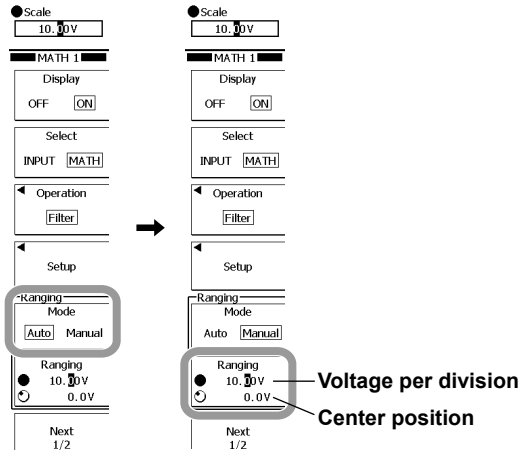 Scale
10.00V
MATH 1
Display
OFF ON
Select
INPUT MATH
Operation
Filter
Setup
Ranging
Mode
Auto Manual
Ranging
10.00V
0.0V
Next
1/2
Scale
10.00V
MATH 1
Display
OFF ON
Select
INPUT MATH
Operation
Filter
Setup
Ranging
Mode
Auto Manual
Ranging
10.00V
0.0V
Next
1/2
Voltage per division
Center position